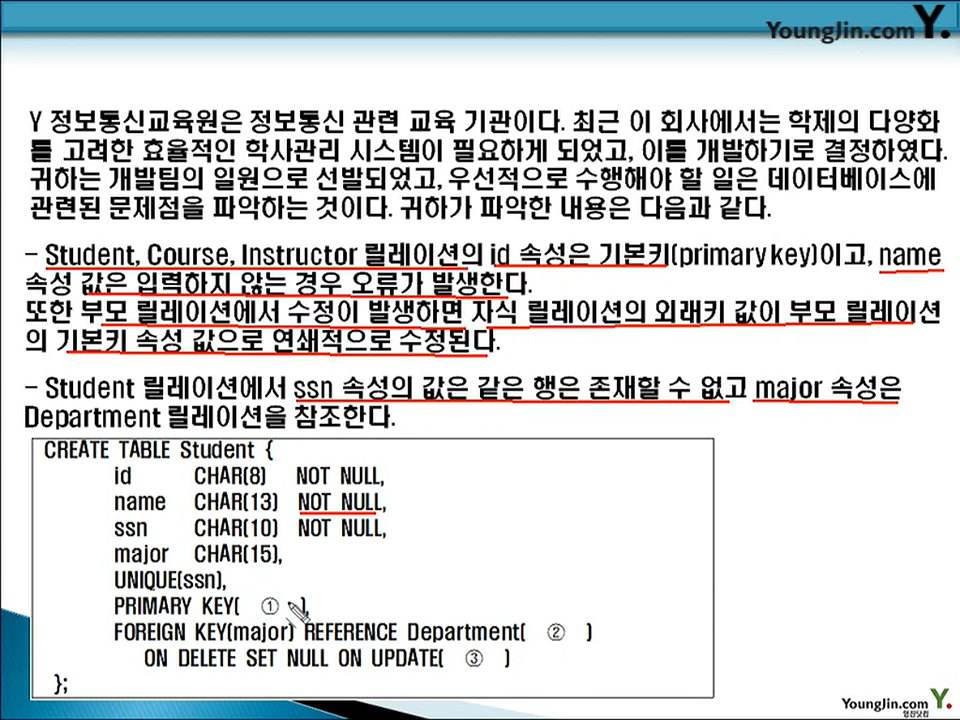 YoungJin.com Y.
Y 정보통신교육원은 정보통신 관련 교육 기관이다. 최근 이 회사에서는 학제의 다양화
를 고려한 효율적인 학사관리 시스템이 필요하게 되었고, 이를 개발하기로 결정하였다.
귀하는 개발팀의 일원으로 선발되었고, 우선적으로 수행해야 할 일은 데이터베이스에
관련된 문제점을 파악하는 것이다. 귀하가 파악한 내용은 다음과 같다.
– Student, Course, Instructor 릴레이션의 id 속성은 기본키(primary key)이고, name
속성 값은 입력하지 않는 경우 오류가 발생한다.
또한 부모 릴레이션에서 수정이 발생하면 자식 릴레이션의 외래키 값이 부모 릴레이션
의 기본키 속성 값으로 연쇄적으로 수정된다.
– Student 릴레이션에서 ssn 속성의 값은 같은 행은 존재할 수 없고 major 속성은
Department 릴레이션을 참조한다.
CREATE TABLE Student {
id CHAR(8) NOT NULL,
name CHAR(13) NOT NULL,
ssn CHAR(10) NOT NULL,
major CHAR(15),
UNIQUE(ssn),
PRIMARY KEY( ① ),
FOREIGN KEY(major) REFERENCE Department( ② )
ON DELETE SET NULL ON UPDATE( ③ )
};
YoungJin.com Y.
영진닷컴